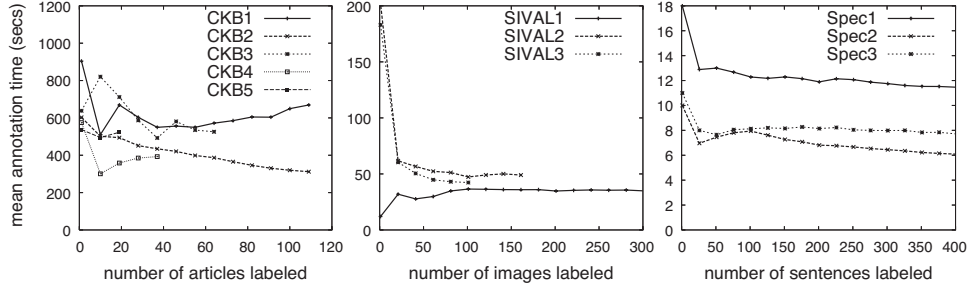 mean annotation time (secs)
1200
1000
800
600
400
200
0
0 20 40 60 80 100 120
number of articles labeled
CKB1
CKB2
CKB3
CKB4
CKB5
200
150
100
50
0
0 50 100 150 200 250 300
number of images labeled
SIVAL1
SIVAL2
SIVAL3
18
16
14
12
10
8
6
4
2
0
0 50 100 150 200 250 300 350 400
number of sentences labeled
Spec1
Spec2
Spec3